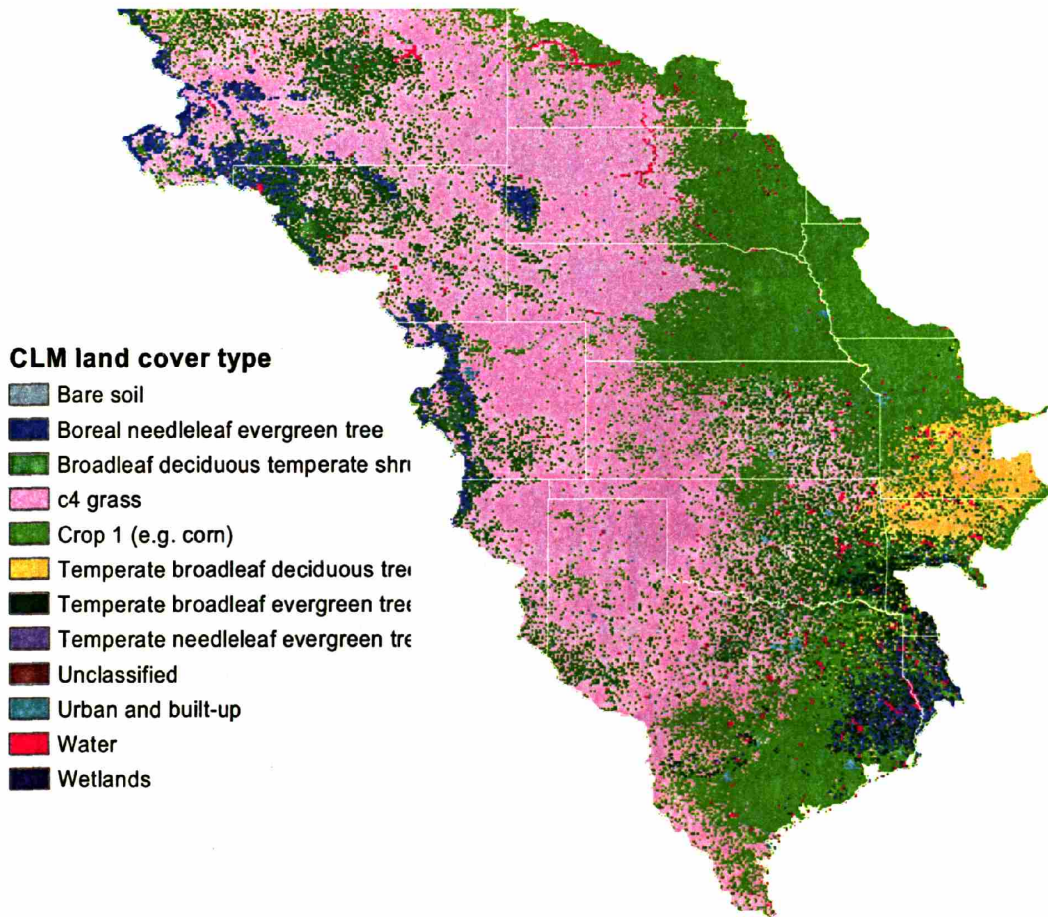 CLM land cover type
Bare soil
Boreal needleleaf evergreen tree
Broadleaf deciduous temperate shru
c4 grass
Crop 1 (e.g. corn)
Temperate broadleaf deciduous tree
Temperate broadleaf evergreen tree
Temperate needleleaf evergreen tre
Unclassified
Urban and built-up
Water
Wetlands